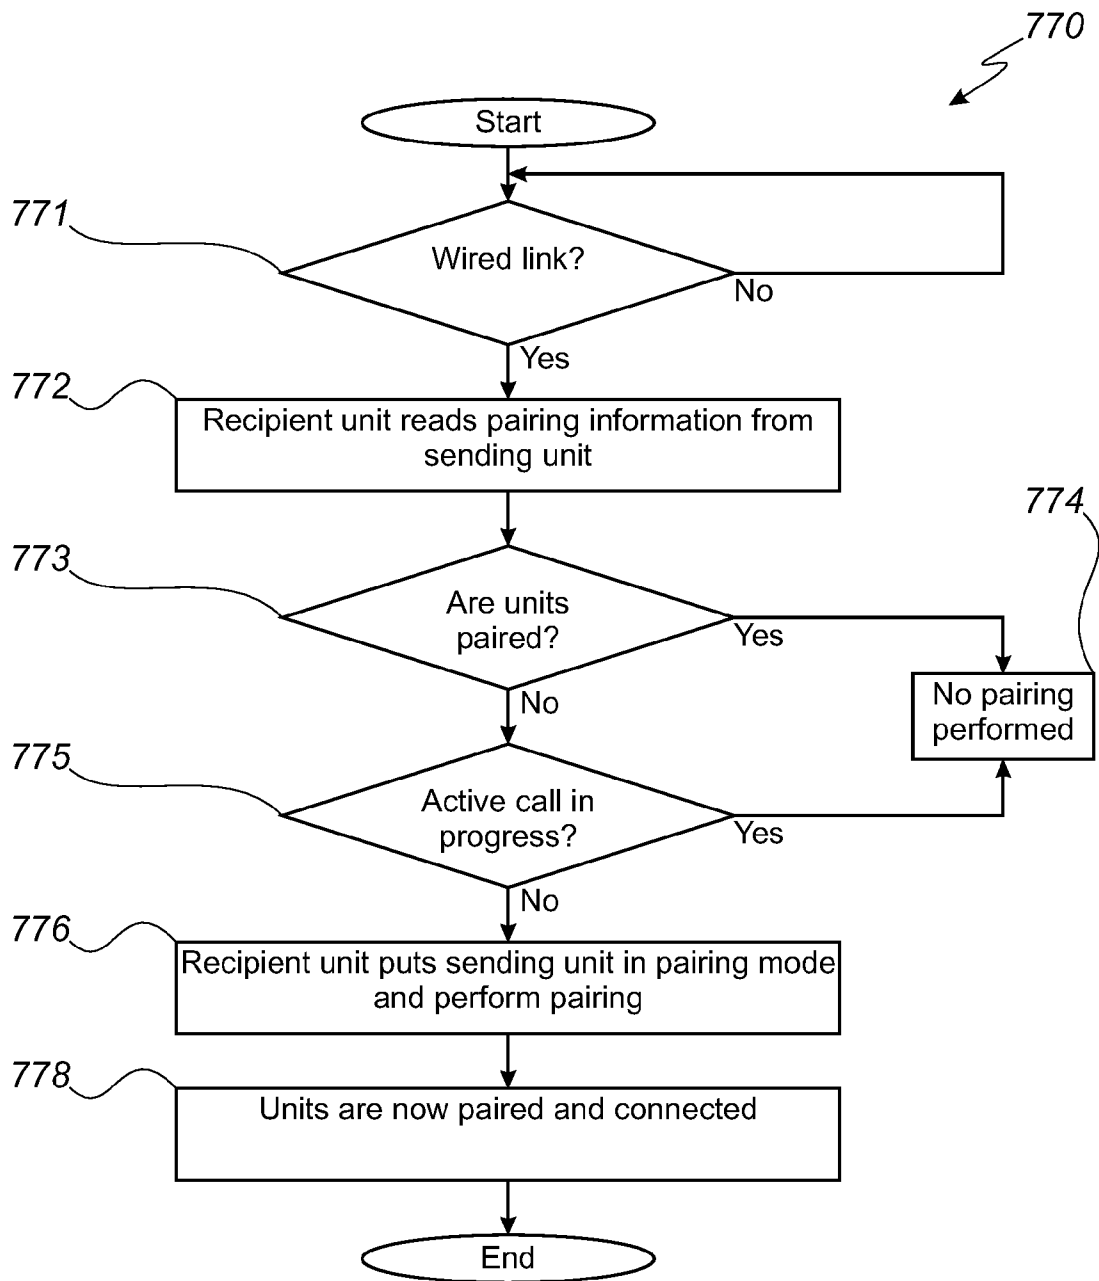 770
Start
771
Wired link?
No
Yes
772
Recipient unit reads pairing information from
sending unit
774
773
Are units
paired?
Yes
No
No pairing
performed
775
Active call in
progress?
Yes
No
776
Recipient unit puts sending unit in pairing mode
and perform pairing
778
Units are now paired and connected
End